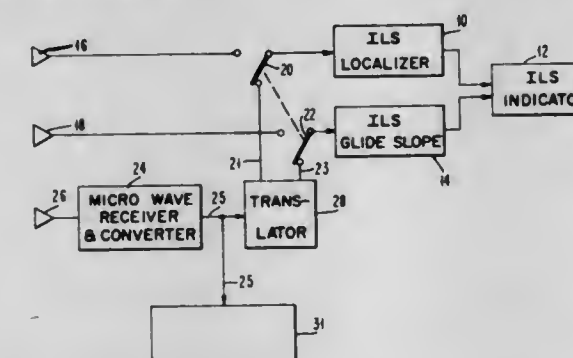 16
20
10
ILS
LOCALIZER
12
ILS
INDICATO
18
22
ILS
GLIDE SLOPE
14
21
23
24
26
MICRO WAVE
RECEIVER
& CONVERTER
25
TRANS-
LATOR
28
25
31